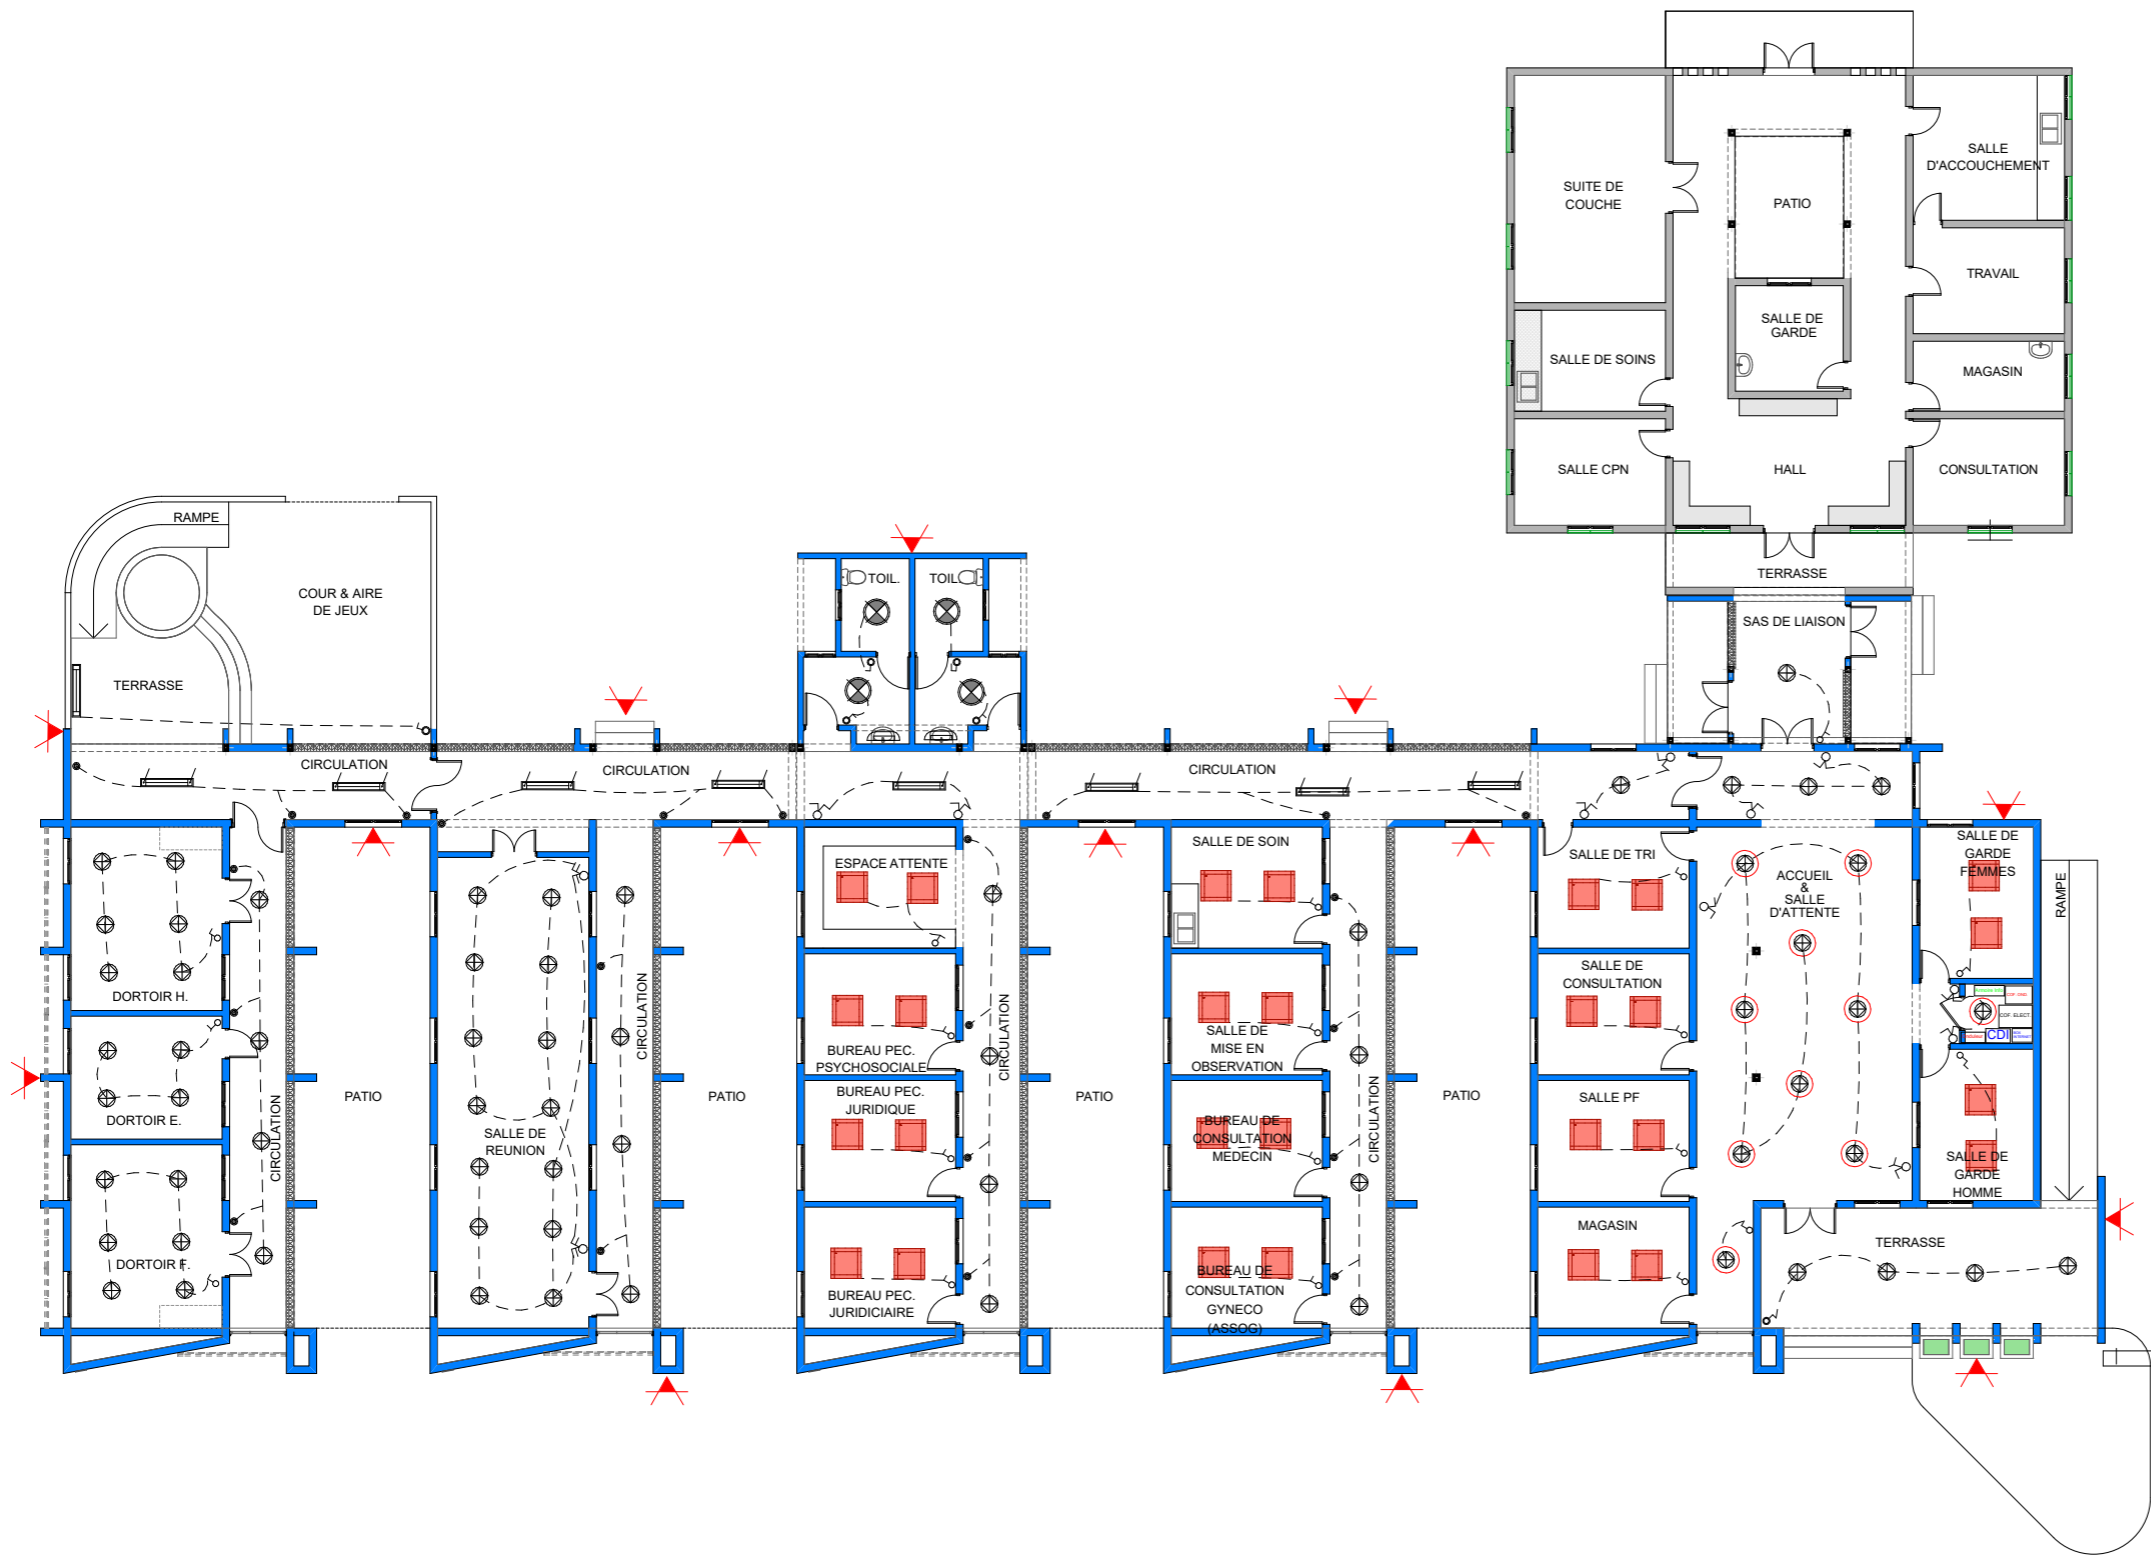 SALLE
D'ACCOUCHEMENT
SUITE DE
COUCHE
PATIO
TRAVAIL
SALLE DE
GARDE
SALLE DE SOINS
MAGASIN
SALLE CPN
HALL
CONSULTATION
TERRASSE
SAS DE LIAISON
RAMPE
COUR & AIRE
DE JEUX
TERRASSE
TOIL.
TOIL.
CIRCULATION
CIRCULATION
CIRCULATION
DORTOIR H.
DORTOIR E.
DORTOIR F.
CIRCULATION
PATIO
SALLE DE
REUNION
CIRCULATION
PATIO
ESPACE ATTENTE
BUREAU PEC.
PSYCHOSOCIALE
BUREAU PEC.
JURIDIQUE
BUREAU PEC.
JURIDICIAIRE
CIRCULATION
PATIO
SALLE DE SOIN
SALLE DE
MISE EN
OBSERVATION
BUREAU DE
CONSULTATION
MEDECIN
BUREAU DE
CONSULTATION
GYNECO
(ASSOG)
CIRCULATION
PATIO
SALLE DE TRI
SALLE DE
CONSULTATION
SALLE PF
MAGASIN
ACCUEIL
&
SALLE
D'ATTENTE
SALLE DE
GARDE
FEMMES
COF. ELECT.
CDI
SALLE DE
GARDE
HOMME
RAMPE
TERRASSE